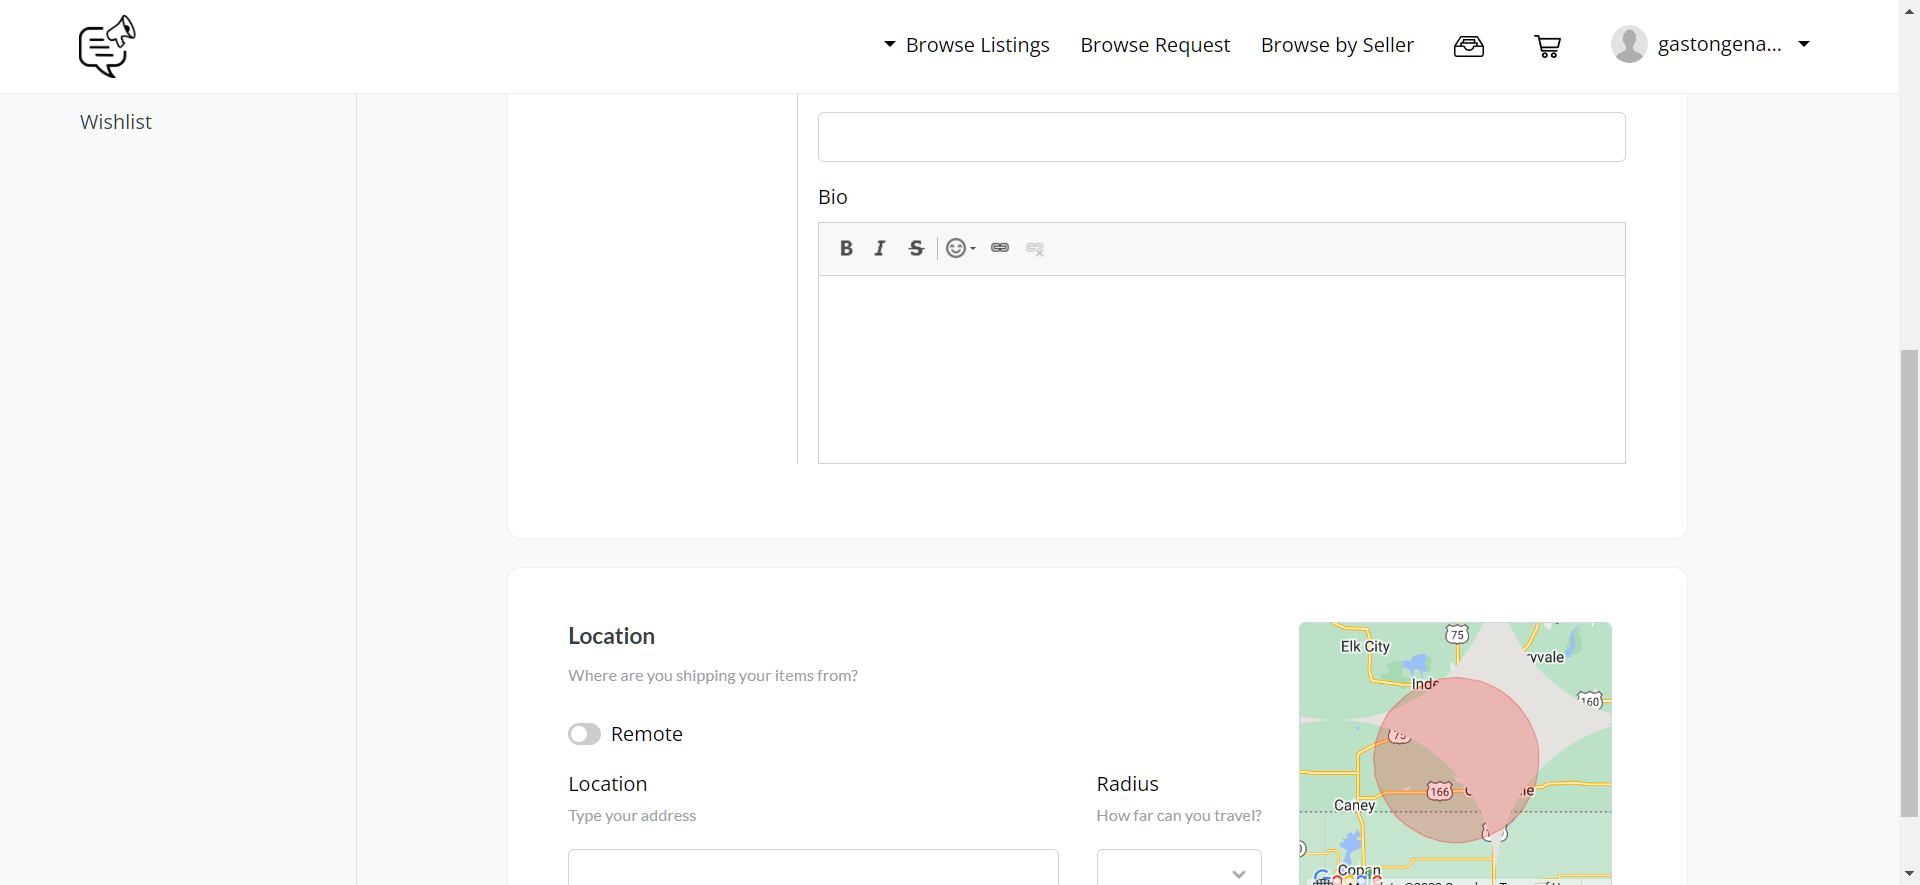 Browse Listings
Browse Request
Browse by Seller
gastongena...
Wishlist
Bio
B I S
Location
Where are you shipping your items from?
Remote
Location
Type your address
Radius
How far can you travel?
75
Elk City
Inde
160
75
166
Caney
Copan